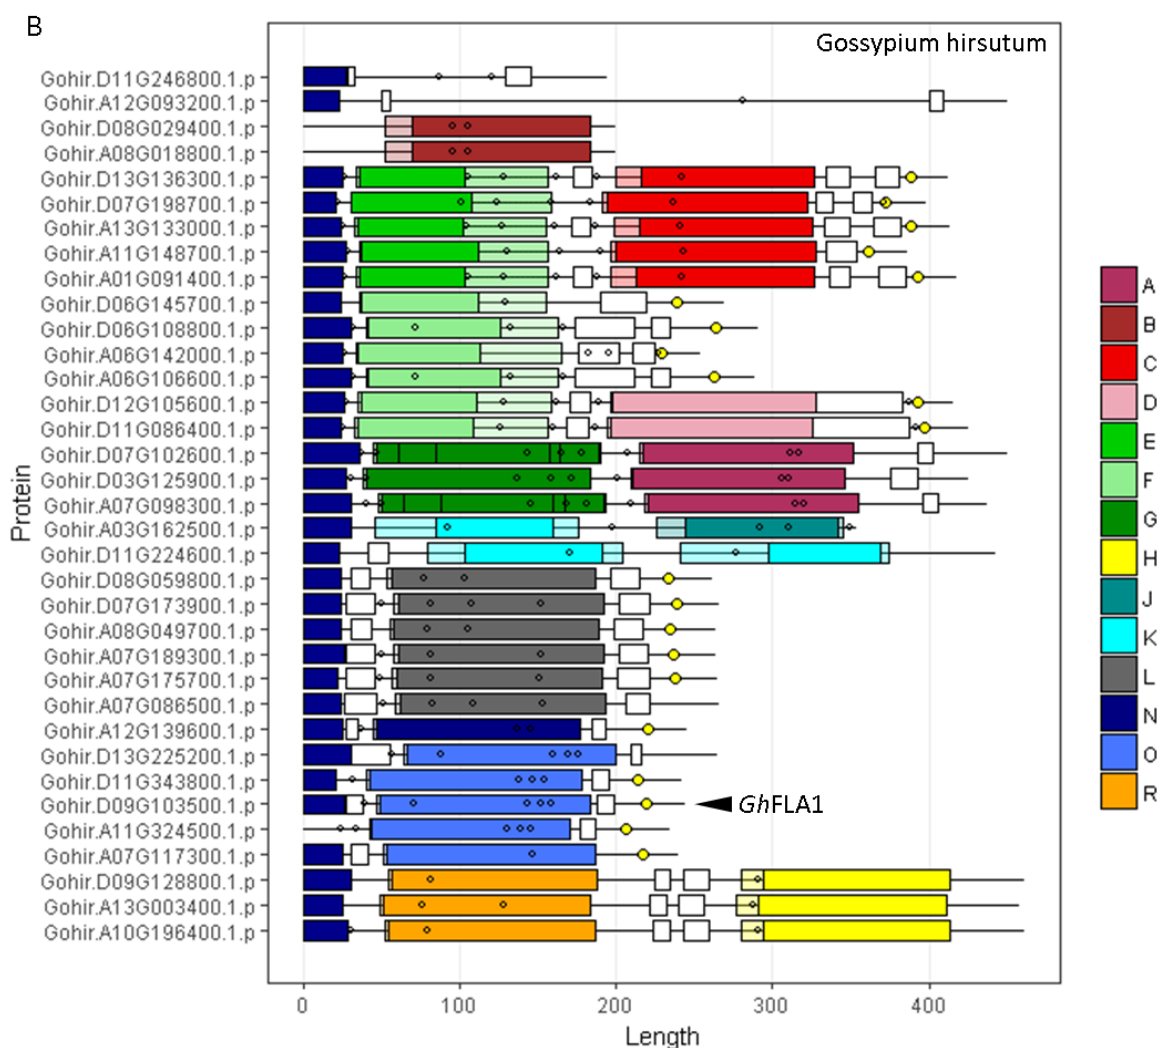 B
Gossypium hirsutum
Gohir.D11G246800.1.p
Gohir.A12G093200.1.p
Gohir.D08G029400.1.p
Gohir.A08G018800.1.p
Gohir.D13G136300.1.p
Gohir.D07G198700.1.p
Gohir.A13G133000.1.p
Gohir.A11G148700.1.p
Gohir.A01G091400.1.p
Gohir.D06G145700.1.p
Gohir.D06G108800.1.p
Gohir.A06G142000.1.p
Gohir.A06G106600.1.p
Gohir.D12G105600.1.p
Gohir.D11G086400.1.p
Gohir.D07G102600.1.p
Gohir.D03G125900.1.p
Gohir.A07G098300.1.p
Gohir.A03G162500.1.p
Gohir.D11G224600.1.p
Gohir.D08G059800.1.p
Gohir.D07G173900.1.p
Gohir.A08G049700.1.p
Gohir.A07G189300.1.p
Gohir.A07G175700.1.p
Gohir.A07G086500.1.p
Gohir.A12G139600.1.p
Gohir.D13G225200.1.p
Gohir.D11G343800.1.p
Gohir.D09G103500.1.p
GhFLA1
Gohir.A11G324500.1.p
Gohir.A07G117300.1.p
Gohir.D09G128800.1.p
Gohir.A13G003400.1.p
Gohir.A10G196400.1.p
Protein
0 100 200 300 400
Length
A
B
C
D
E
F
G
H
J
K
L
N
O
R